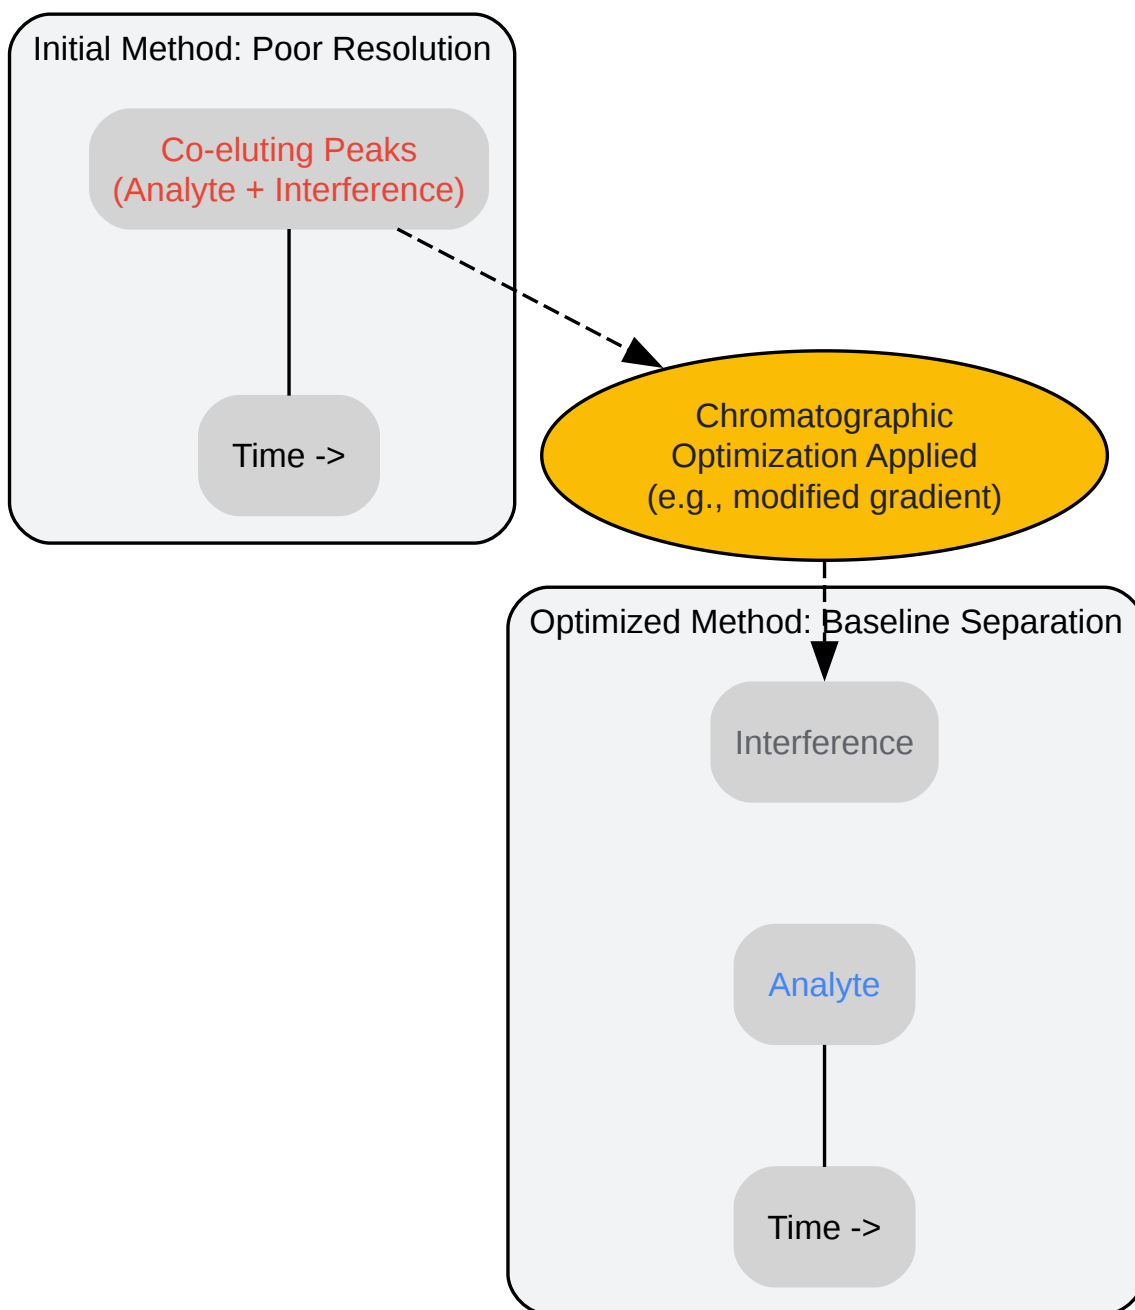 Initial Method: Poor Resolution
Co-eluting Peaks
(Analyte + Interference)
Time ->
Chromatographic
Optimization Applied
(e.g., modified gradient)
Optimized Method: Baseline Separation
Interference
Analyte
Time ->